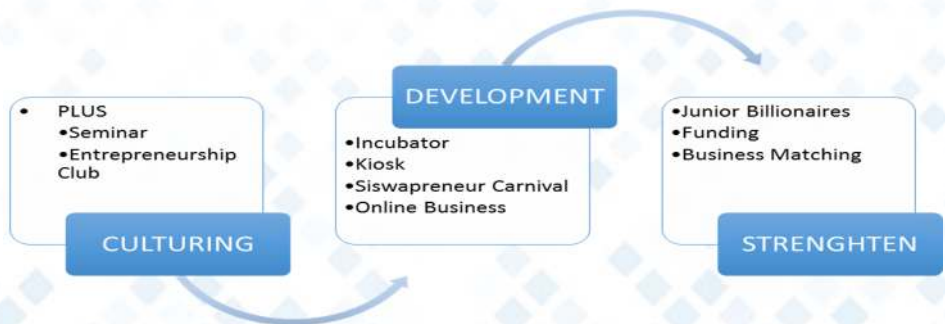 • PLUS
•Seminar
•Entrepreneurship
Club
CULTURING
DEVELOPMENT
•Incubator
•Kiosk
•Siswapreneur Carnival
•Online Business
•Junior Billionaires
•Funding
•Business Matching
STRENGHTEN